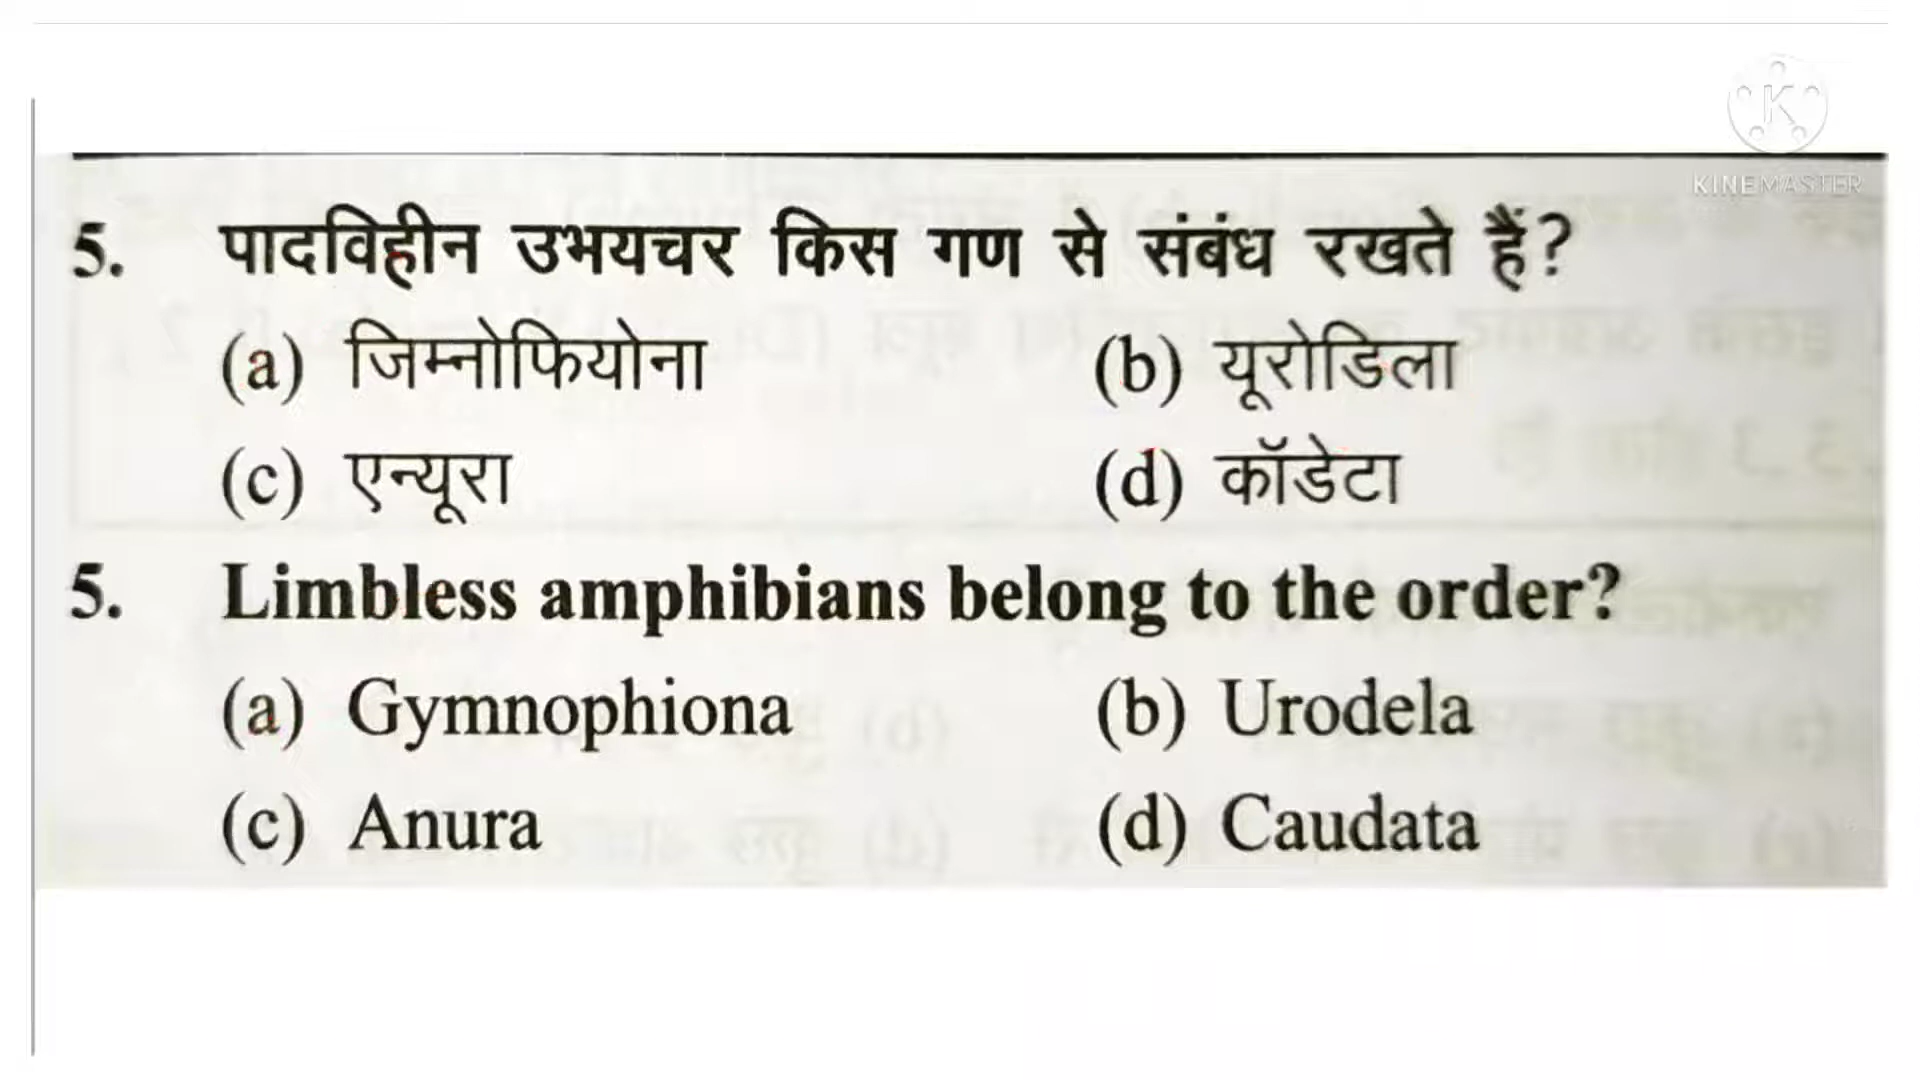 KINEMASTER
5. पादविहीन उभयचर किस गण से संबंध रखते हैं?
(a) जिम्नोफियोना (b) यूरोडिला
(c) एन्यूरा (d) कॉडेटा
5. Limbless amphibians belong to the order?
(a) Gymnophiona (b) Urodela
(c) Anura (d) Caudata